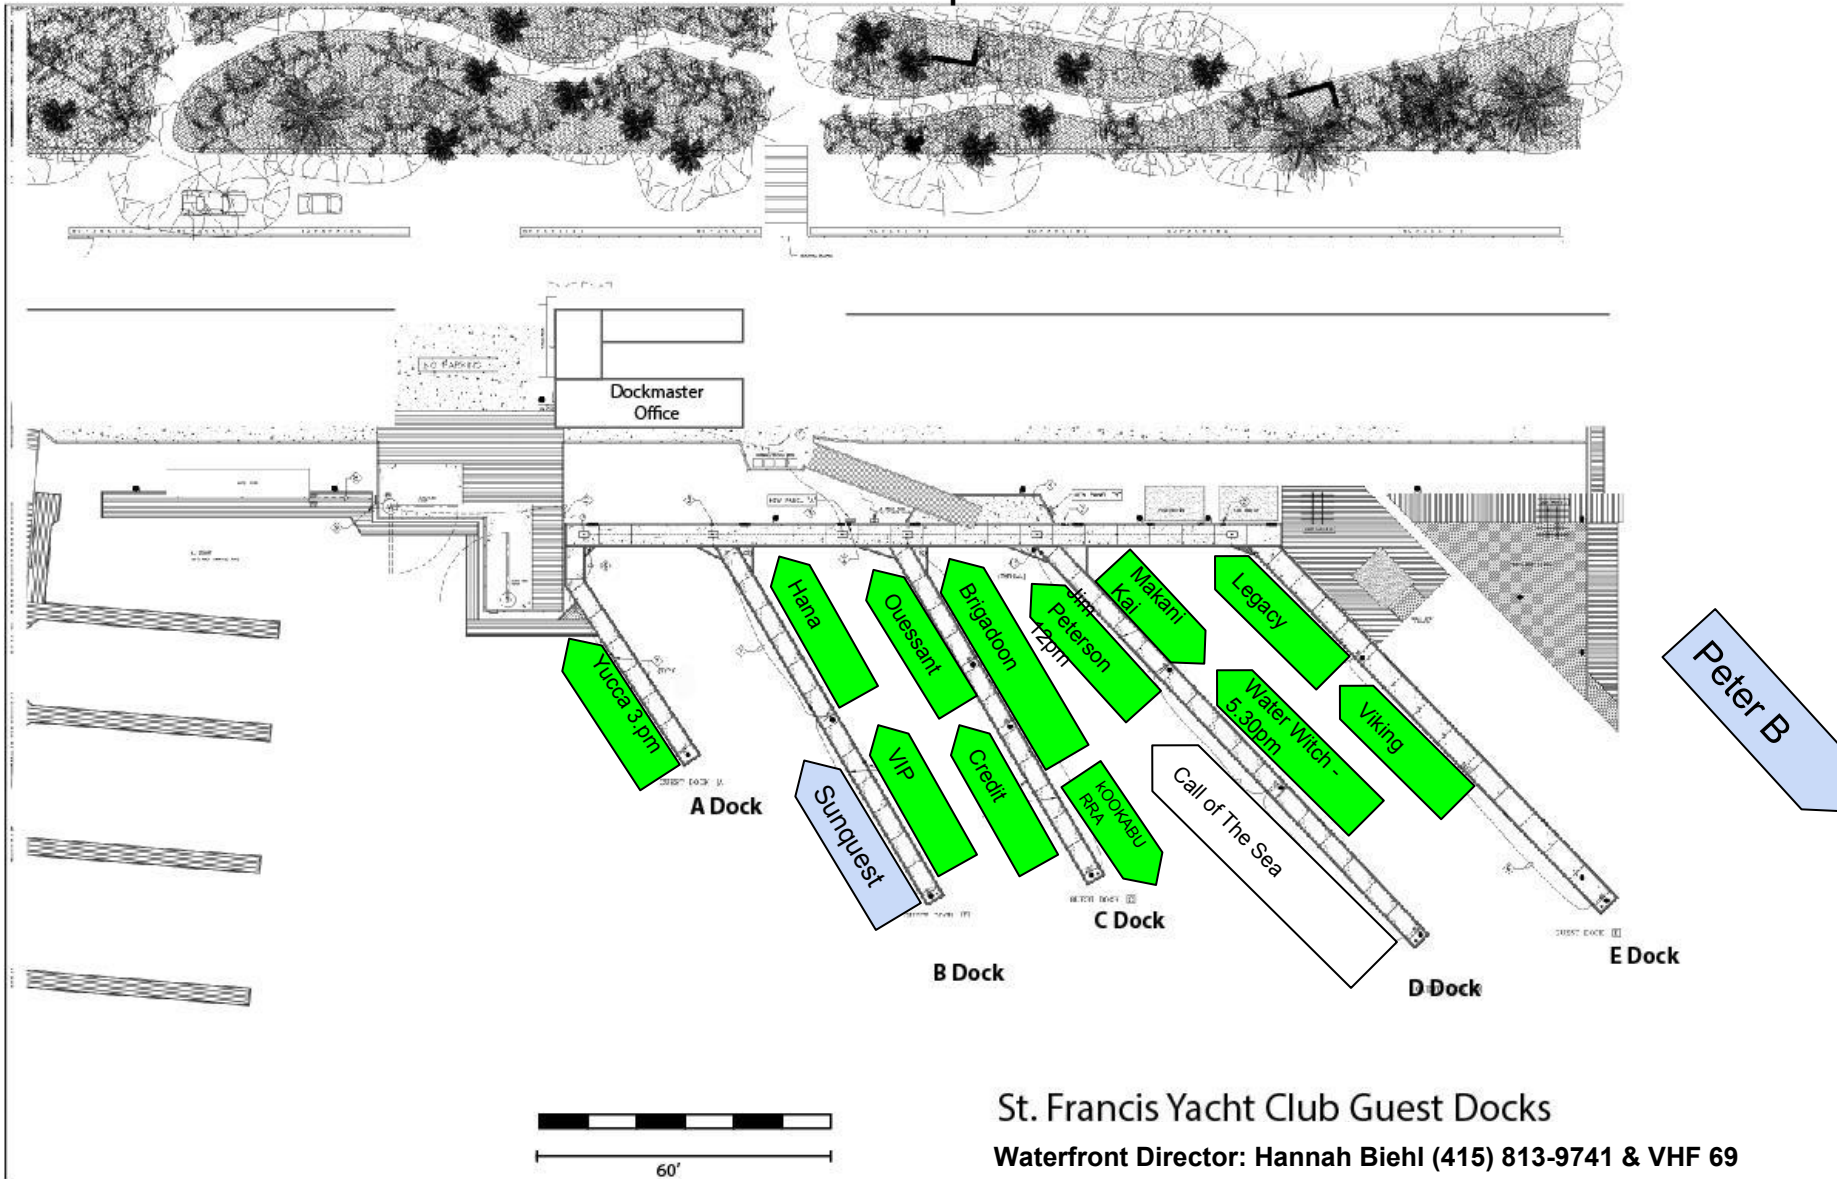 NO PARKING
Dockmaster
Office
Hana
Ouessant
Brigadoon
Jim
Peterson
12pm
Makani
Kai
Legacy
Yucca 3.pm
VIP
Credit
kOOKABU
RRA
Water Witch -
5.30pm
Viking
Peter B
Sunquest
Call of The Sea
A Dock
B Dock
C Dock
D Dock
E Dock
60'
St. Francis Yacht Club Guest Docks
Waterfront Director: Hannah Biehl (415) 813-9741 & VHF 69